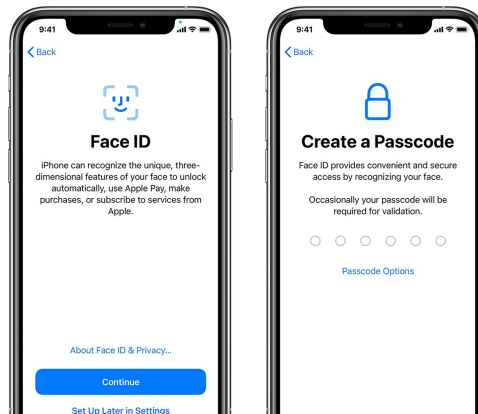 9:41
Back
Face ID
iPhone can recognize the unique, three-
dimensional features of your face to unlock
automatically, use Apple Pay, make
purchases, or subscribe to services from
Apple.
About Face ID & Privacy...
Continue
Set Up Later in Settings
9:41
Back
Create a Passcode
Face ID provides convenient and secure
access by recognizing your face.
Occasionally your passcode will be
required for validation.
Passcode Options